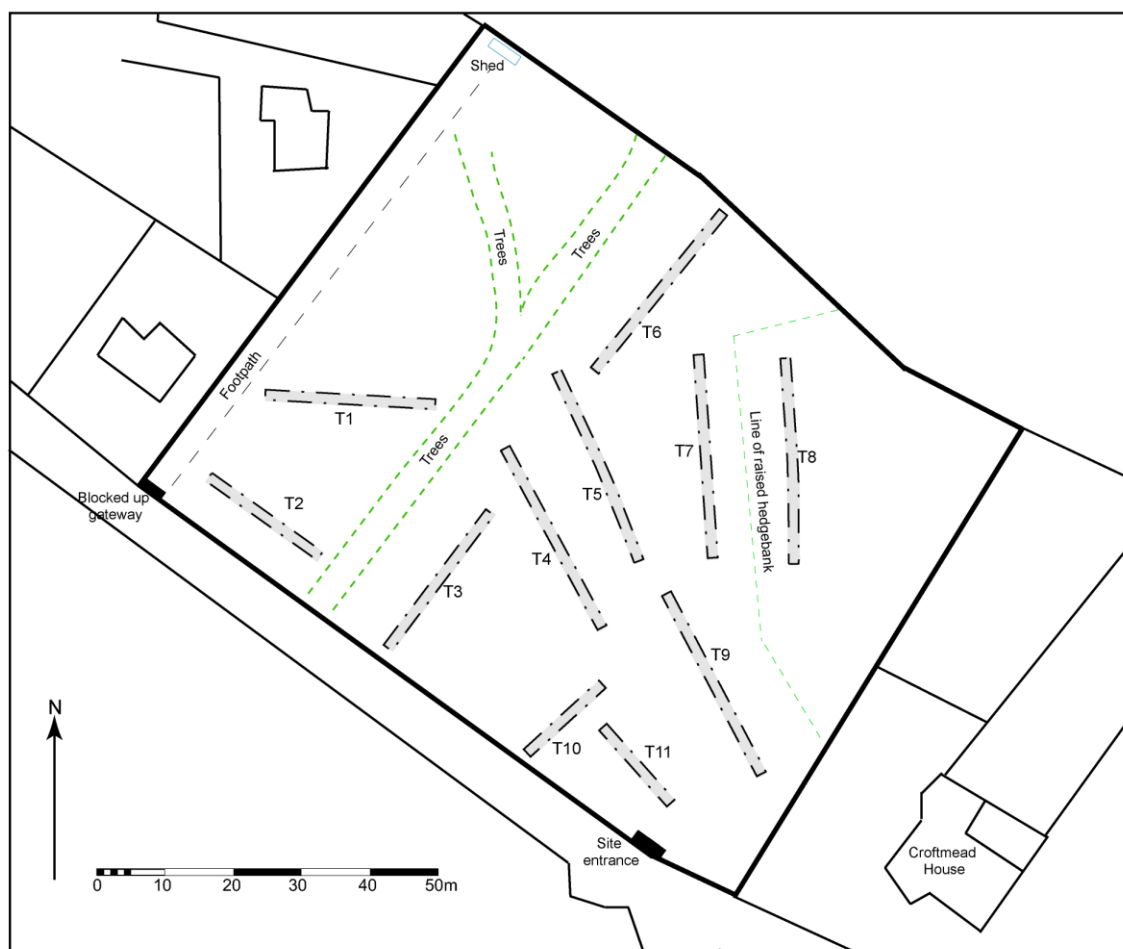 Shed
Trees
Trees
T6
Footpath
T1
Line of raised hedgebank
T7
T8
Trees
T5
Blocked up
gateway
T2
T4
T3
T9
N
T10
T11
Site
entrance
Croftmead
House
0 10 20 30 40 50m